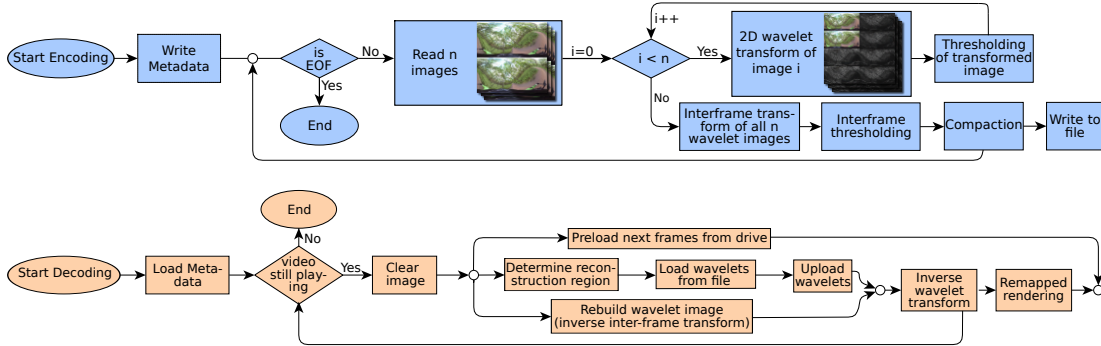 Start Encoding
Write
Metadata
is
EOF
No
Yes
End
Read n
images
i=0
i++
i < n
Yes
No
2D wavelet
transform of
image i
Thresholding
of transformed
image
Interframe trans-
form of all n
wavelet images
Interframe
thresholding
Compaction
Write to
file
Start Decoding
Load Meta-
data
End
No
video
still play-
ing
Yes
Clear
image
Preload next frames from drive
Determine recon-
struction region
Load wavelets
from file
Upload
wavelets
Rebuild wavelet image
(inverse inter-frame transform)
Inverse
wavelet
transform
Remapped
rendering